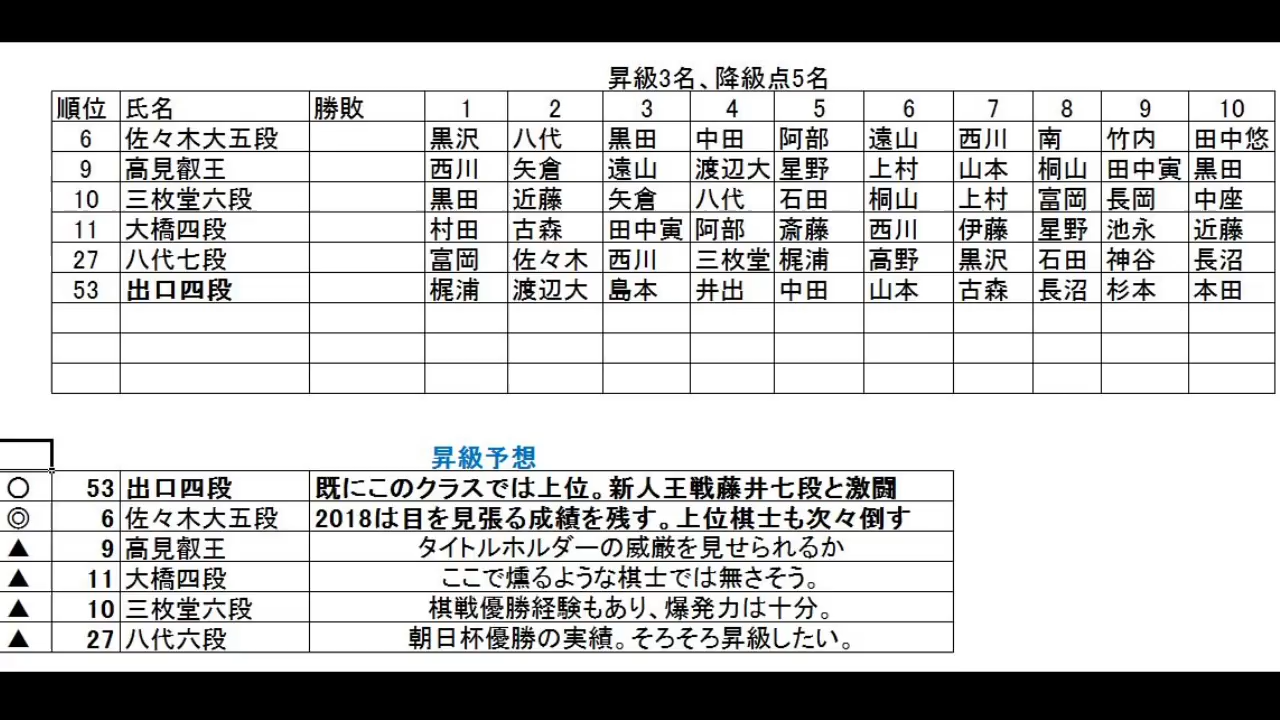 昇級3名、降級点5名
順位 氏名 勝敗 1 2 3 4 5 6 7 8 9 10
6 佐々木大五段 黒沢 八代 黒田 中田 阿部 遠山 西川 南 竹内 田中悠
9 高見叡王 西川 矢倉 遠山 渡辺大 星野 上村 山本 桐山 田中寅 黒田
10 三枚堂六段 黒田 近藤 矢倉 八代 石田 桐山 上村 富岡 長岡 中座
11 大橋四段 村田 古森 田中寅 阿部 斎藤 西川 伊藤 星野 池永 近藤
27 八代七段 富岡 佐々木 西川 三枚堂 梶浦 高野 黒沢 石田 神谷 長沼
53 出口四段 梶浦 渡辺大 島本 井出 中田 山本 古森 長沼 杉本 本田
昇級予想
○ 53 出口四段 既にこのクラスでは上位。新人王戦藤井七段と激闘
◎ 6 佐々木大五段 2018は目を見張る成績を残す。上位棋士も次々倒す
▲ 9 高見叡王 タイトルホルダーの威厳を見せられるか
▲ 11 大橋四段 ここで燻るような棋士では無さそう。
▲ 10 三枚堂六段 棋戦優勝経験もあり、爆発力は十分。
▲ 27 八代六段 朝日杯優勝の実績。そろそろ昇級したい。